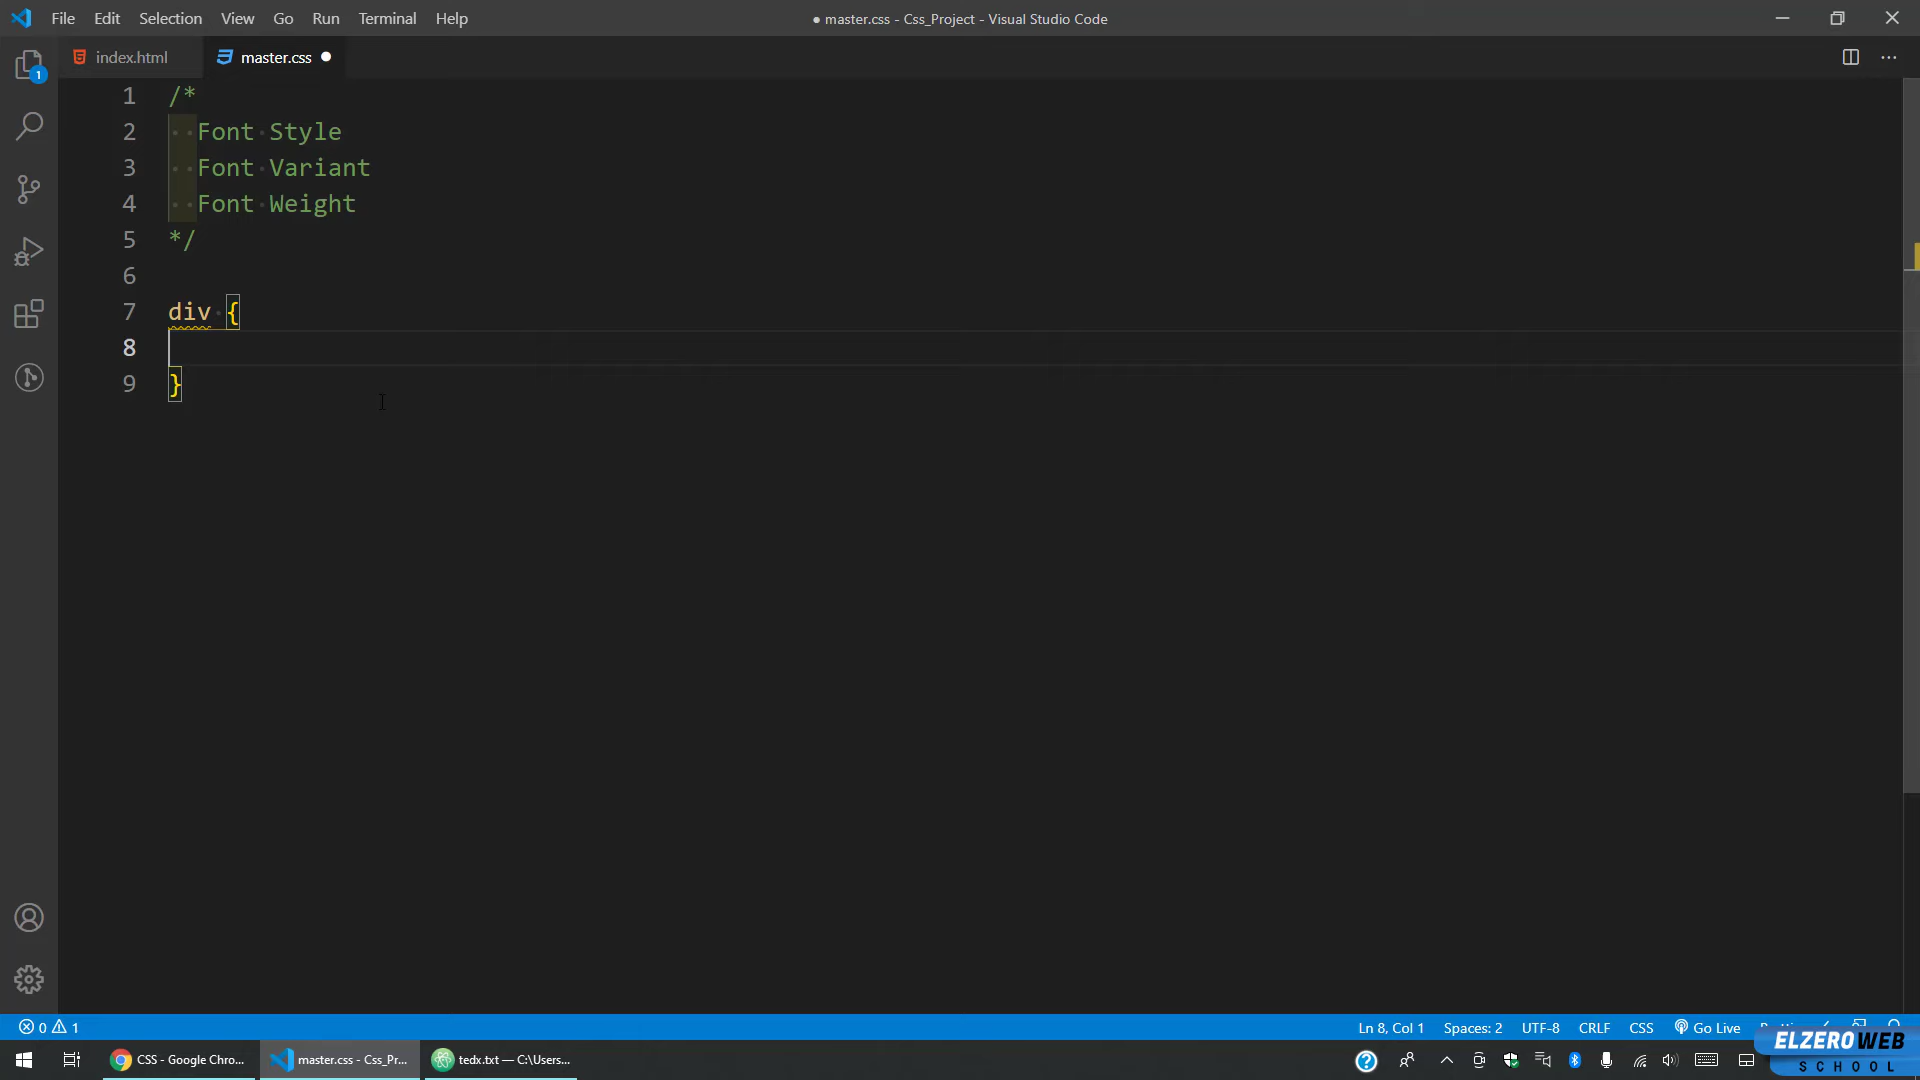 File Edit Selection View Go Run Terminal Help
● master.css - Css_Project - Visual Studio Code
index.html
master.css
1
1 /*
2 Font Style
3 Font Variant
4 Font Weight
5 */
6
7 div {
8
9 }
0 1
Ln 8, Col 1 Spaces: 2 UTF-8 CRLF CSS Go Live
CSS - Google Chro... master.css - Css_Pr... tedx.txt — C:\Users...
ELZEROWEB
SCHOOL